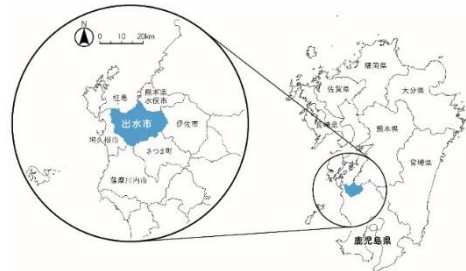 N
0 10 20km
桂島
熊本県
水俣市
出水市
伊佐市
阿久根市
さつま町
薩摩川内市
福岡県
佐賀県
大分県
長崎県
熊本県
宮崎県
鹿児島県